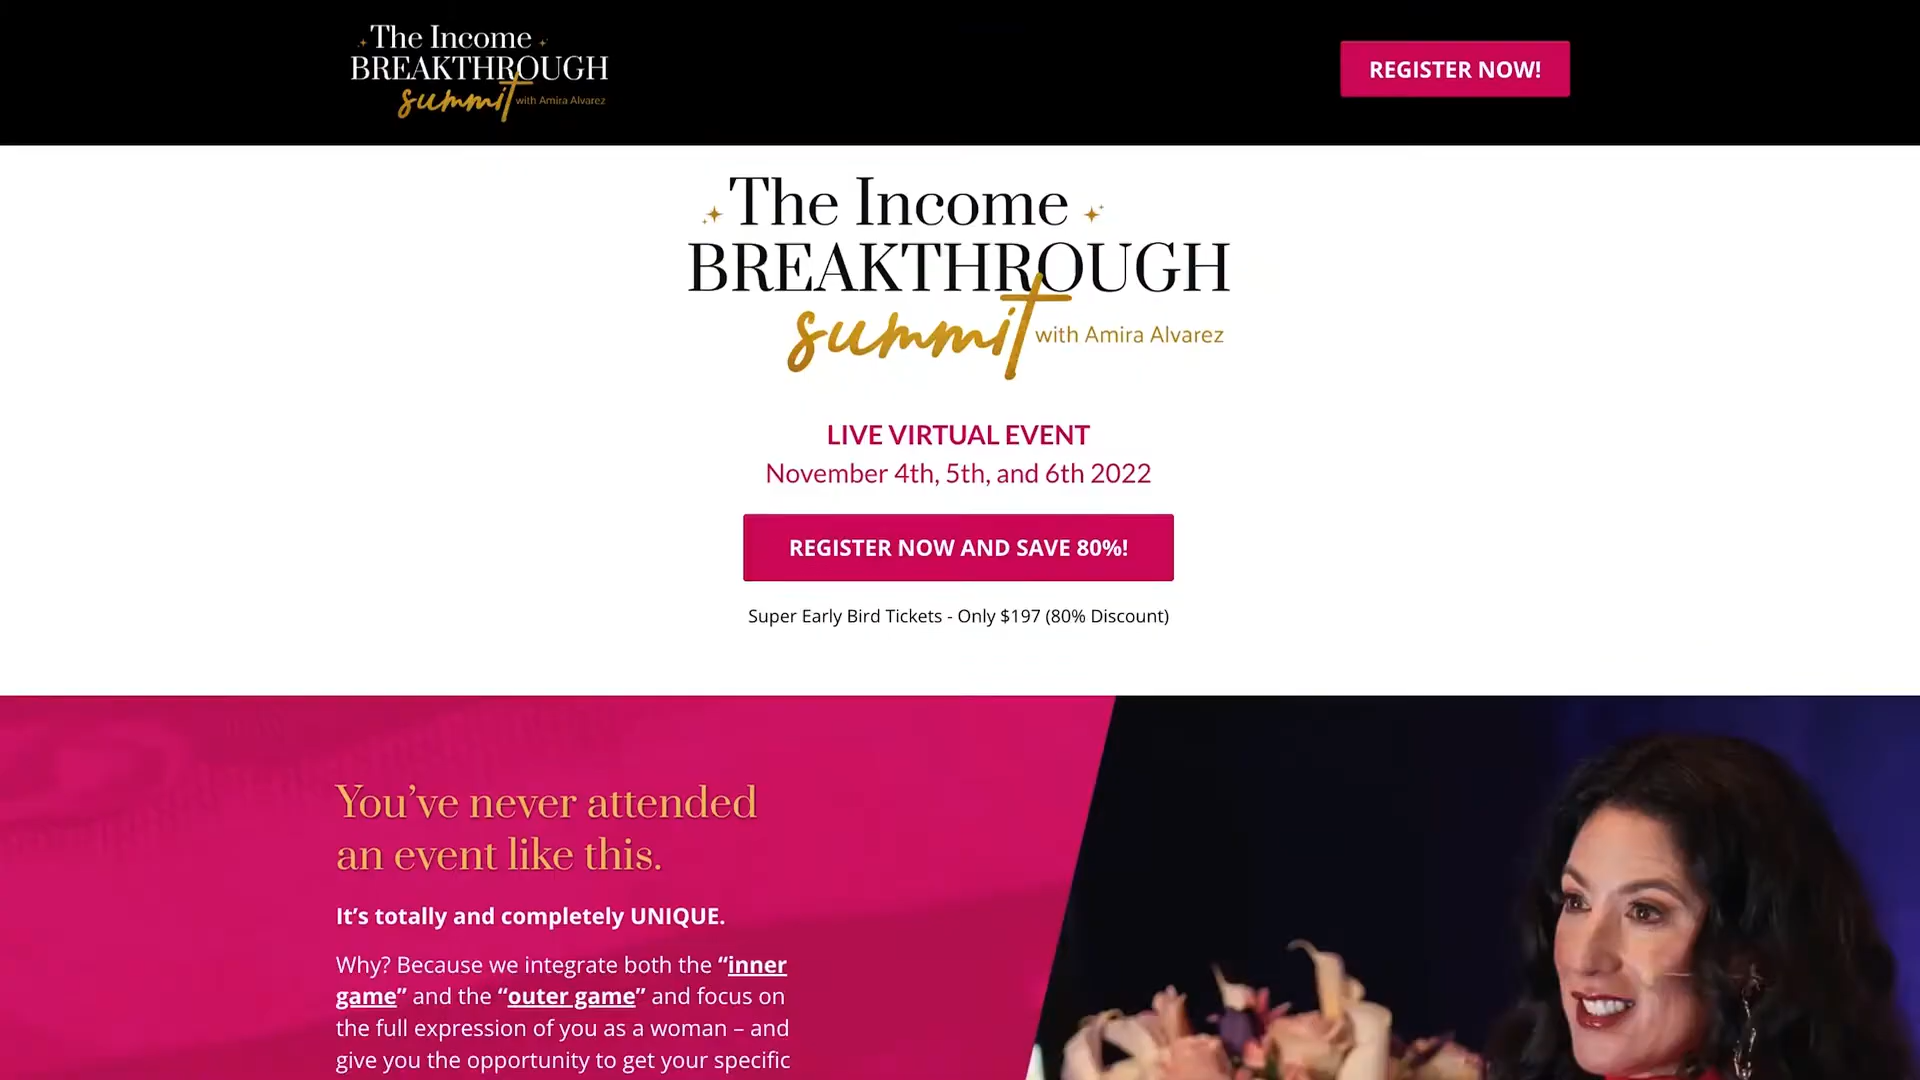 The Income
BREAKTHROUGH
summit with Amira Alvarez
REGISTER NOW!
The Income
BREAKTHROUGH
summit with Amira Alvarez
LIVE VIRTUAL EVENT
November 4th, 5th, and 6th 2022
REGISTER NOW AND SAVE 80%!
Super Early Bird Tickets - Only $197 (80% Discount)
You’ve never attended
an event like this.
It’s totally and completely UNIQUE.
Why? Because we integrate both the “inner
game” and the “outer game” and focus on
the full expression of you as a woman – and
give you the opportunity to get your specific